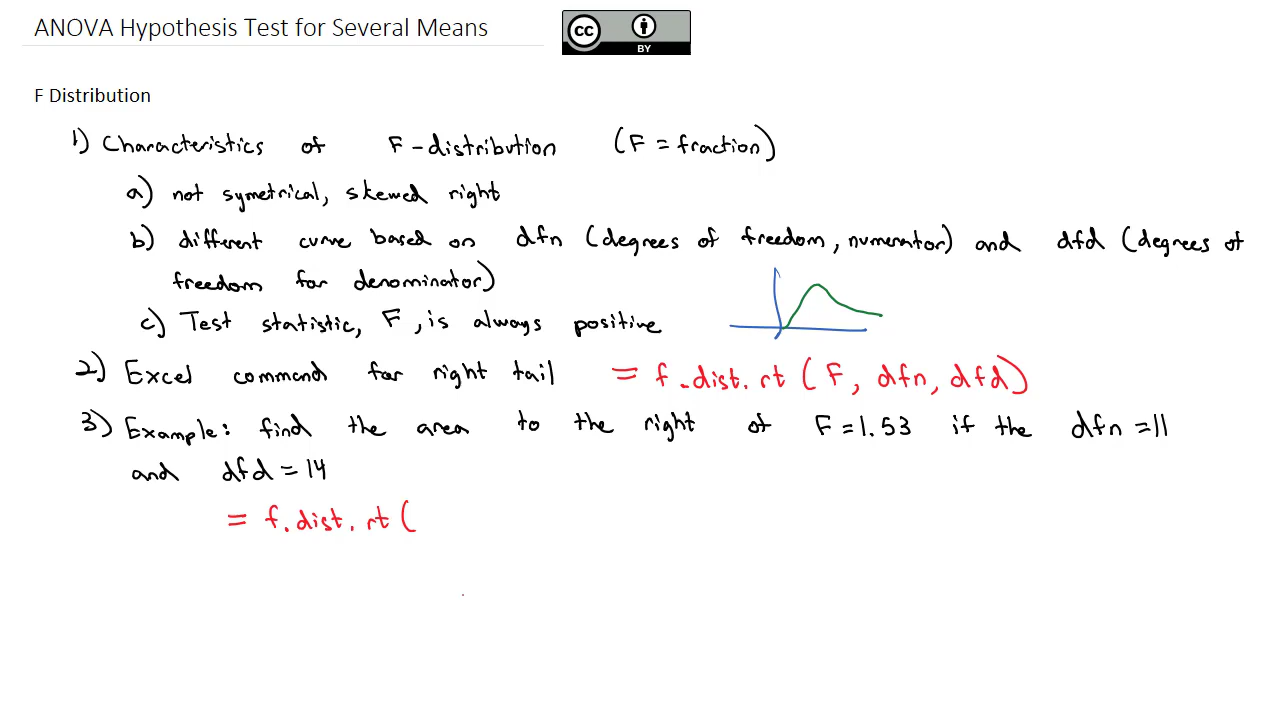 ANOVA Hypothesis Test for Several Means
CC BY
F Distribution
1) Characteristics of F-distribution (F = fraction)
a) not symetrical, skewed right
b) different curve based on dfn (degrees of freedom, numerator) and dfd (degrees of
freedom for denominator)
c) Test statistic, F, is always positive
2) Excel command for right tail = f.dist.rt (F, dfn, dfd)
3) Example: find the area to the right of F = 1.53 if the dfn = 11
and dfd = 14
= f.dist.rt (